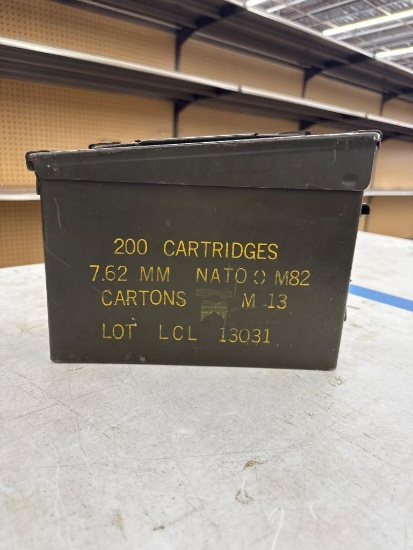 200 CARTRIDGES
7.62 MM NATO M82
CARTONS M 13
LOT LCL 13031